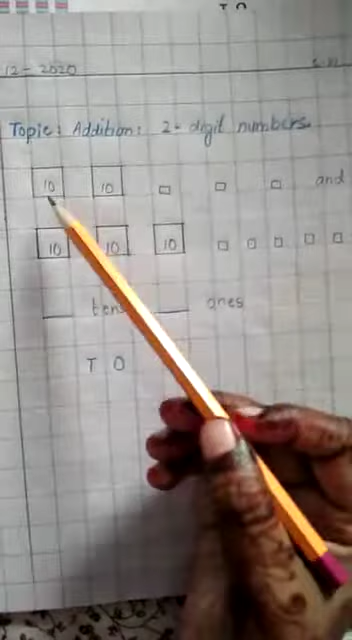 T O
12-2020
Topic: Addition: 2-digit numbers.
10 10 and
10 10 10
tens ones
T O